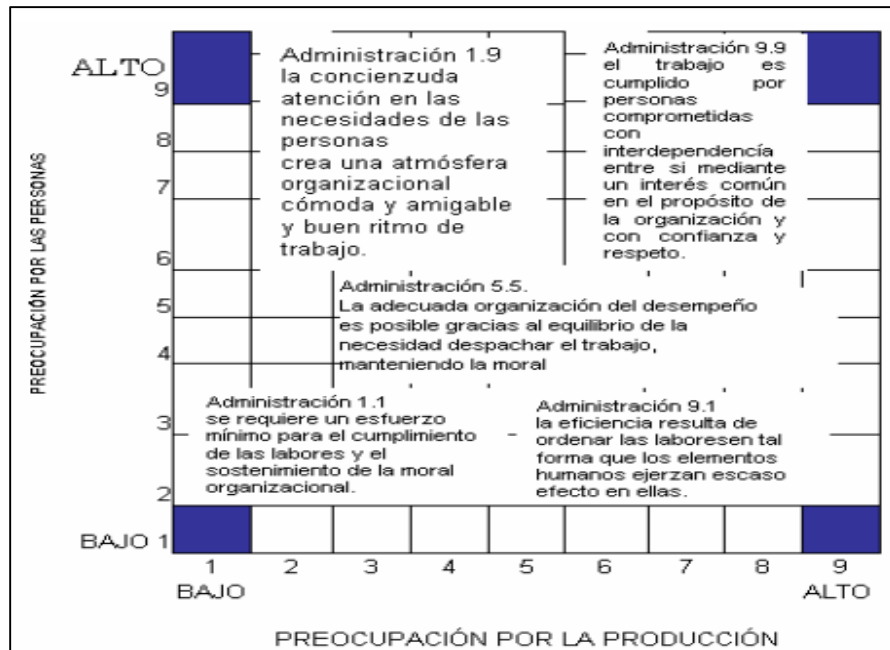 ALTO
9
8
7
6
5
4
3
2
BAJO 1
PREOCUPACIÓN POR LAS PERSONAS
Administración 1.9
la concienzuda
atención en las
necesidades de las
personas
crea una atmósfera
organizacional
cómoda y amigable
y buen ritmo de
trabajo.
Administración 9.9
el trabajo es
cumplido por
personas
comprometidas
con
interdependencía
entre si mediante
un interés común
en el propósito de
la organización y
con confianza y
respeto.
Administración 5.5.
La adecuada organización del desempeño
es posible gracias al equilibrio de la
necesidad despachar el trabajo,
manteniendo la moral
Administración 1.1
se requiere un esfuerzo
mínimo para el cumplimiento
de las labores y el
sostenimiento de la moral
organizacional.
Administración 9.1
la eficiencia resulta de
ordenar las laboresen tal
forma que los elementos
humanos ejerzan escaso
efecto en ellas.
1 2 3 4 5 6 7 8 9
BAJO ALTO
PREOCUPACIÓN POR LA PRODUCCIÓN